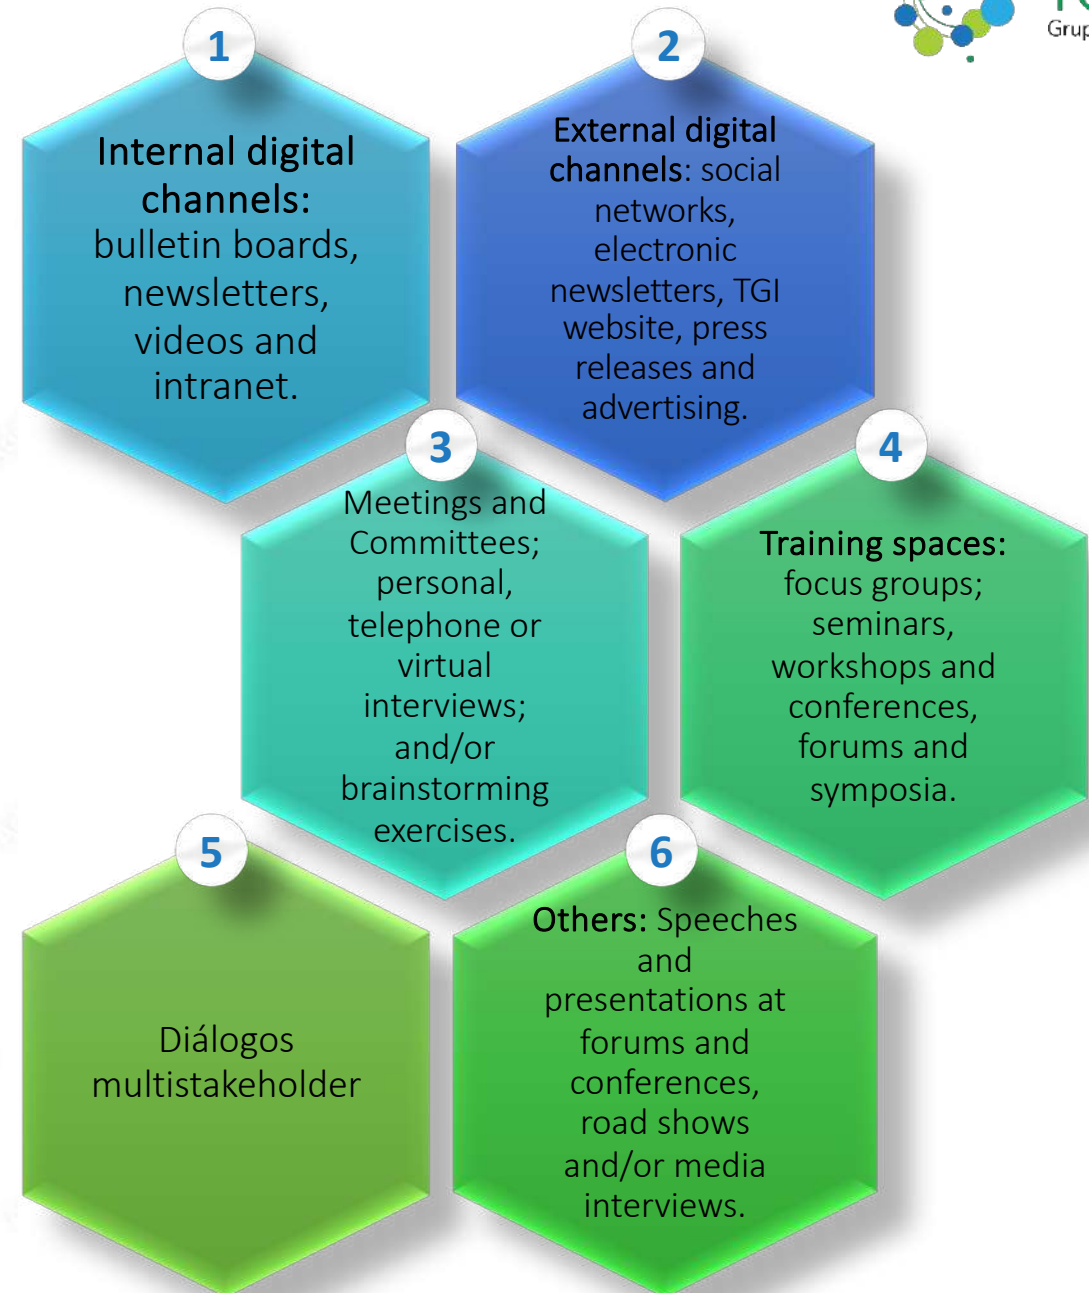 1
Internal digital
channels:
bulletin boards,
newsletters,
videos and
intranet.
2
External digital
channels: social
networks,
electronic
newsletters, TGI
website, press
releases and
advertising.
3
Meetings and
Committees;
personal,
telephone or
virtual
interviews;
and/or
brainstorming
exercises.
4
Training spaces:
focus groups;
seminars,
workshops and
conferences,
forums and
symposia.
5
Diálogos
multistakeholder
6
Others: Speeches
and
presentations at
forums and
conferences,
road shows
and/or media
interviews.